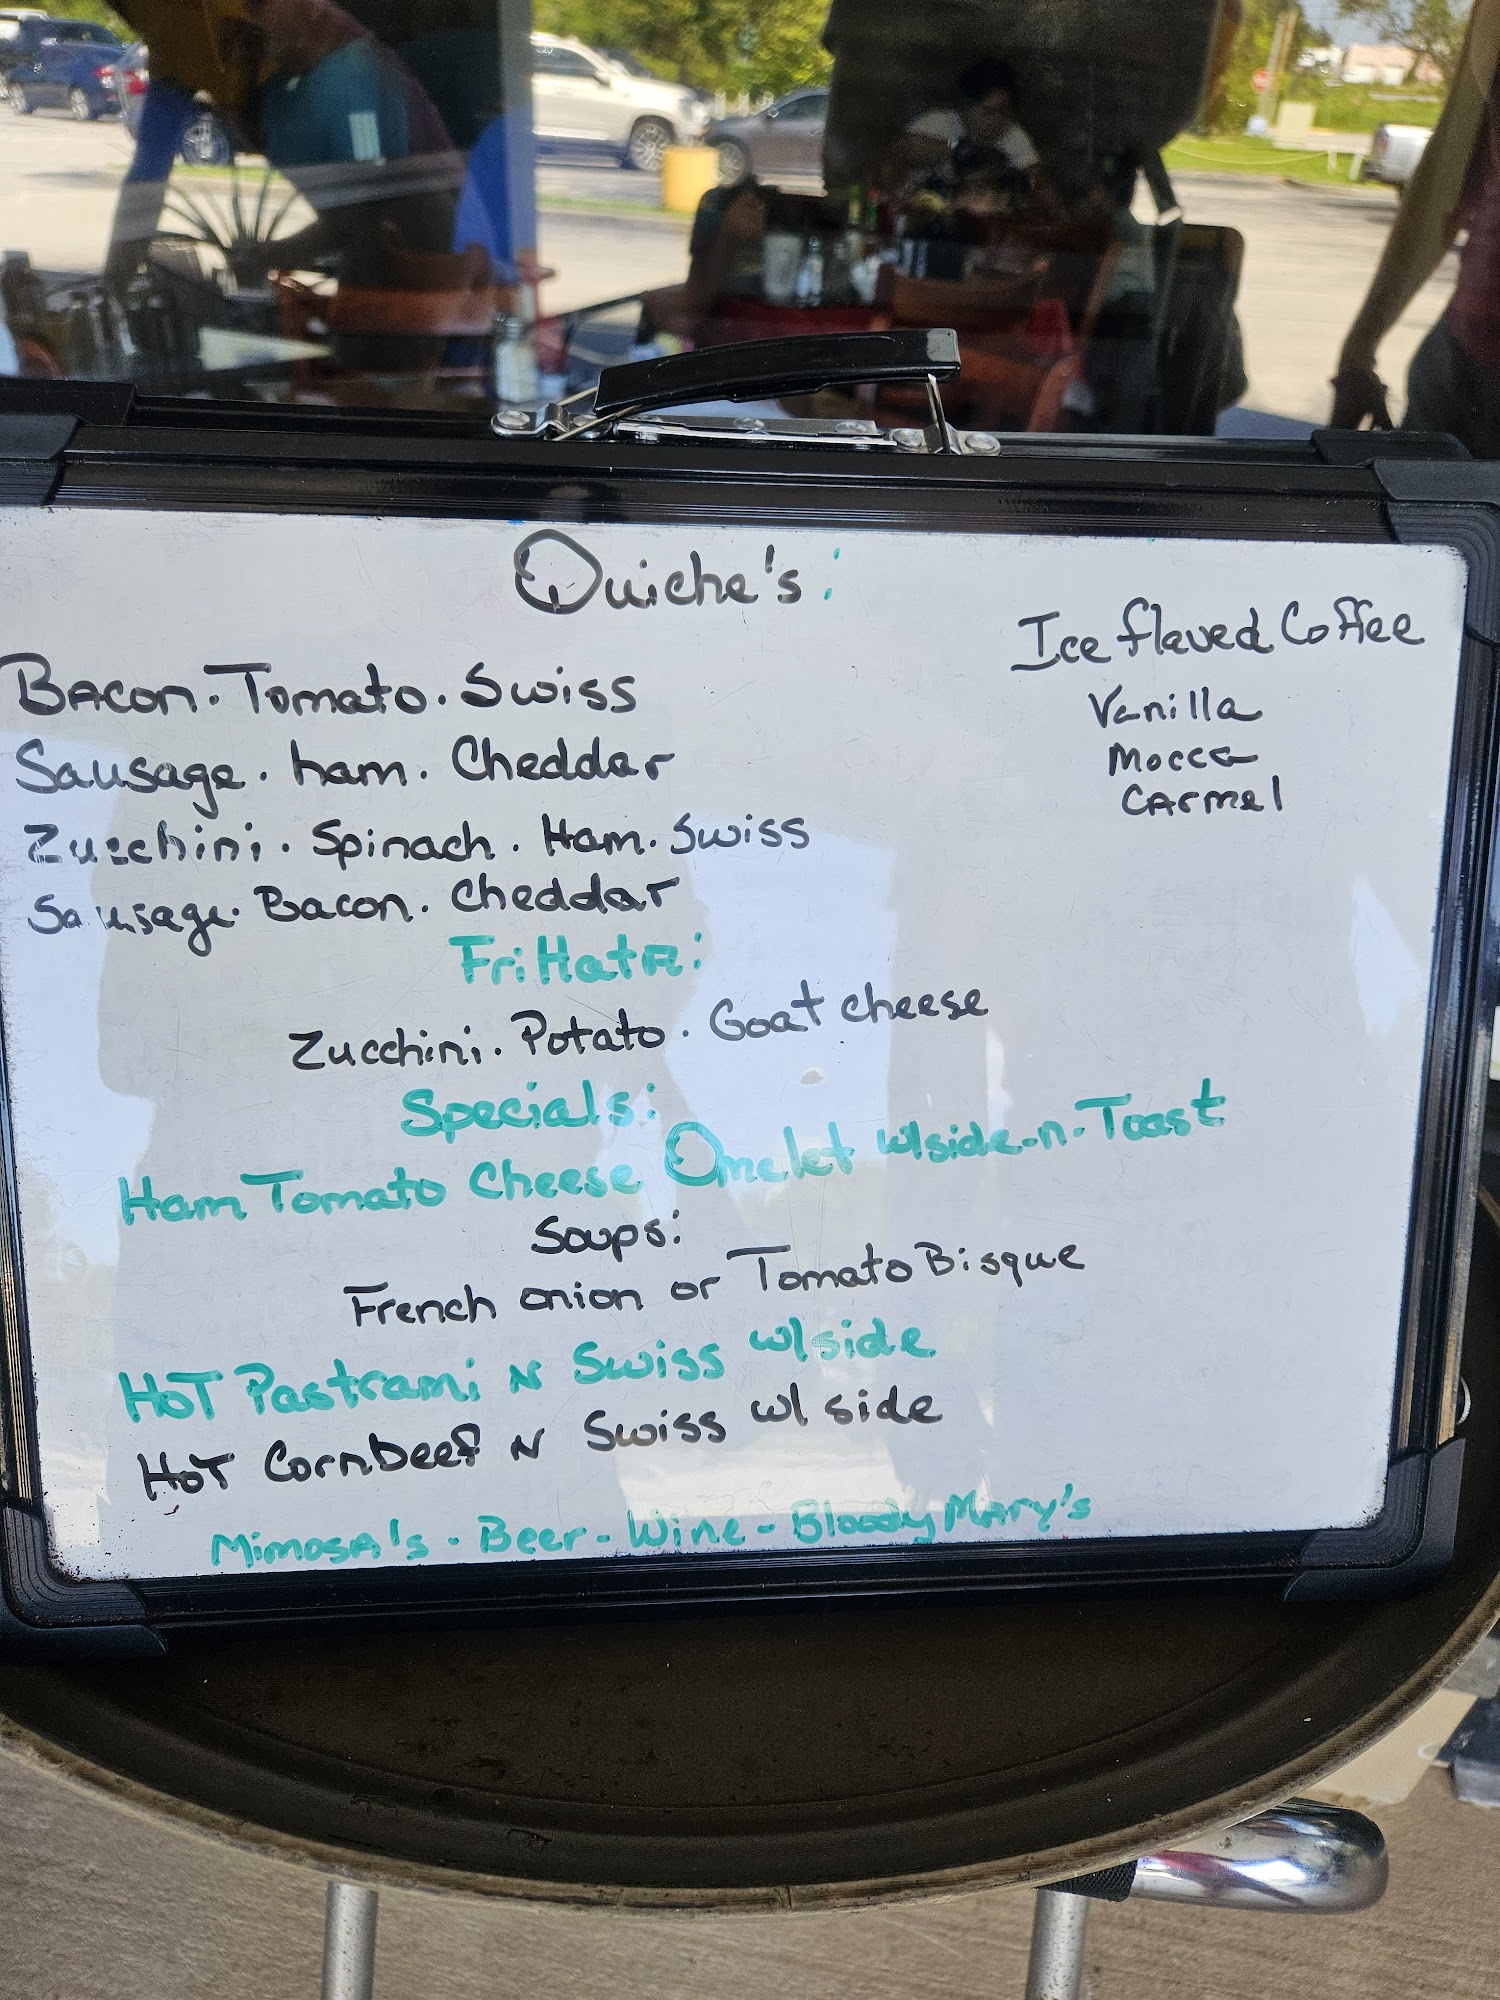 Quiche's:
Bacon. Tomato. Swiss
Sausage. ham. Cheddar
Zucchini. Spinach. Ham. Swiss
Sausage. Bacon. Cheddar
Frittata:
Zucchini. Potato. Goat cheese
Specials:
Ham Tomato Cheese Omelet w/side-n-Toast
Soups:
French onion or Tomato Bisque
HOT Pastrami N Swiss w/side
HOT Cornbeef N Swiss w/ side
Mimosa's - Beer - Wine - Bloody Mary's
Ice flaved Coffee
Vanilla
Mocca
Carmel